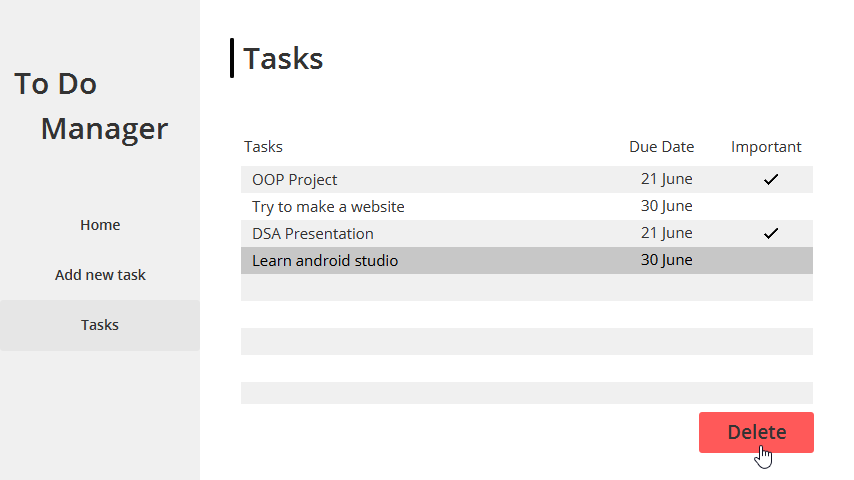 To Do
Manager
Home
Add new task
Tasks
Tasks
Tasks Due Date Important
OOP Project 21 June ✓
Try to make a website 30 June
DSA Presentation 21 June ✓
Learn android studio 30 June
Delete